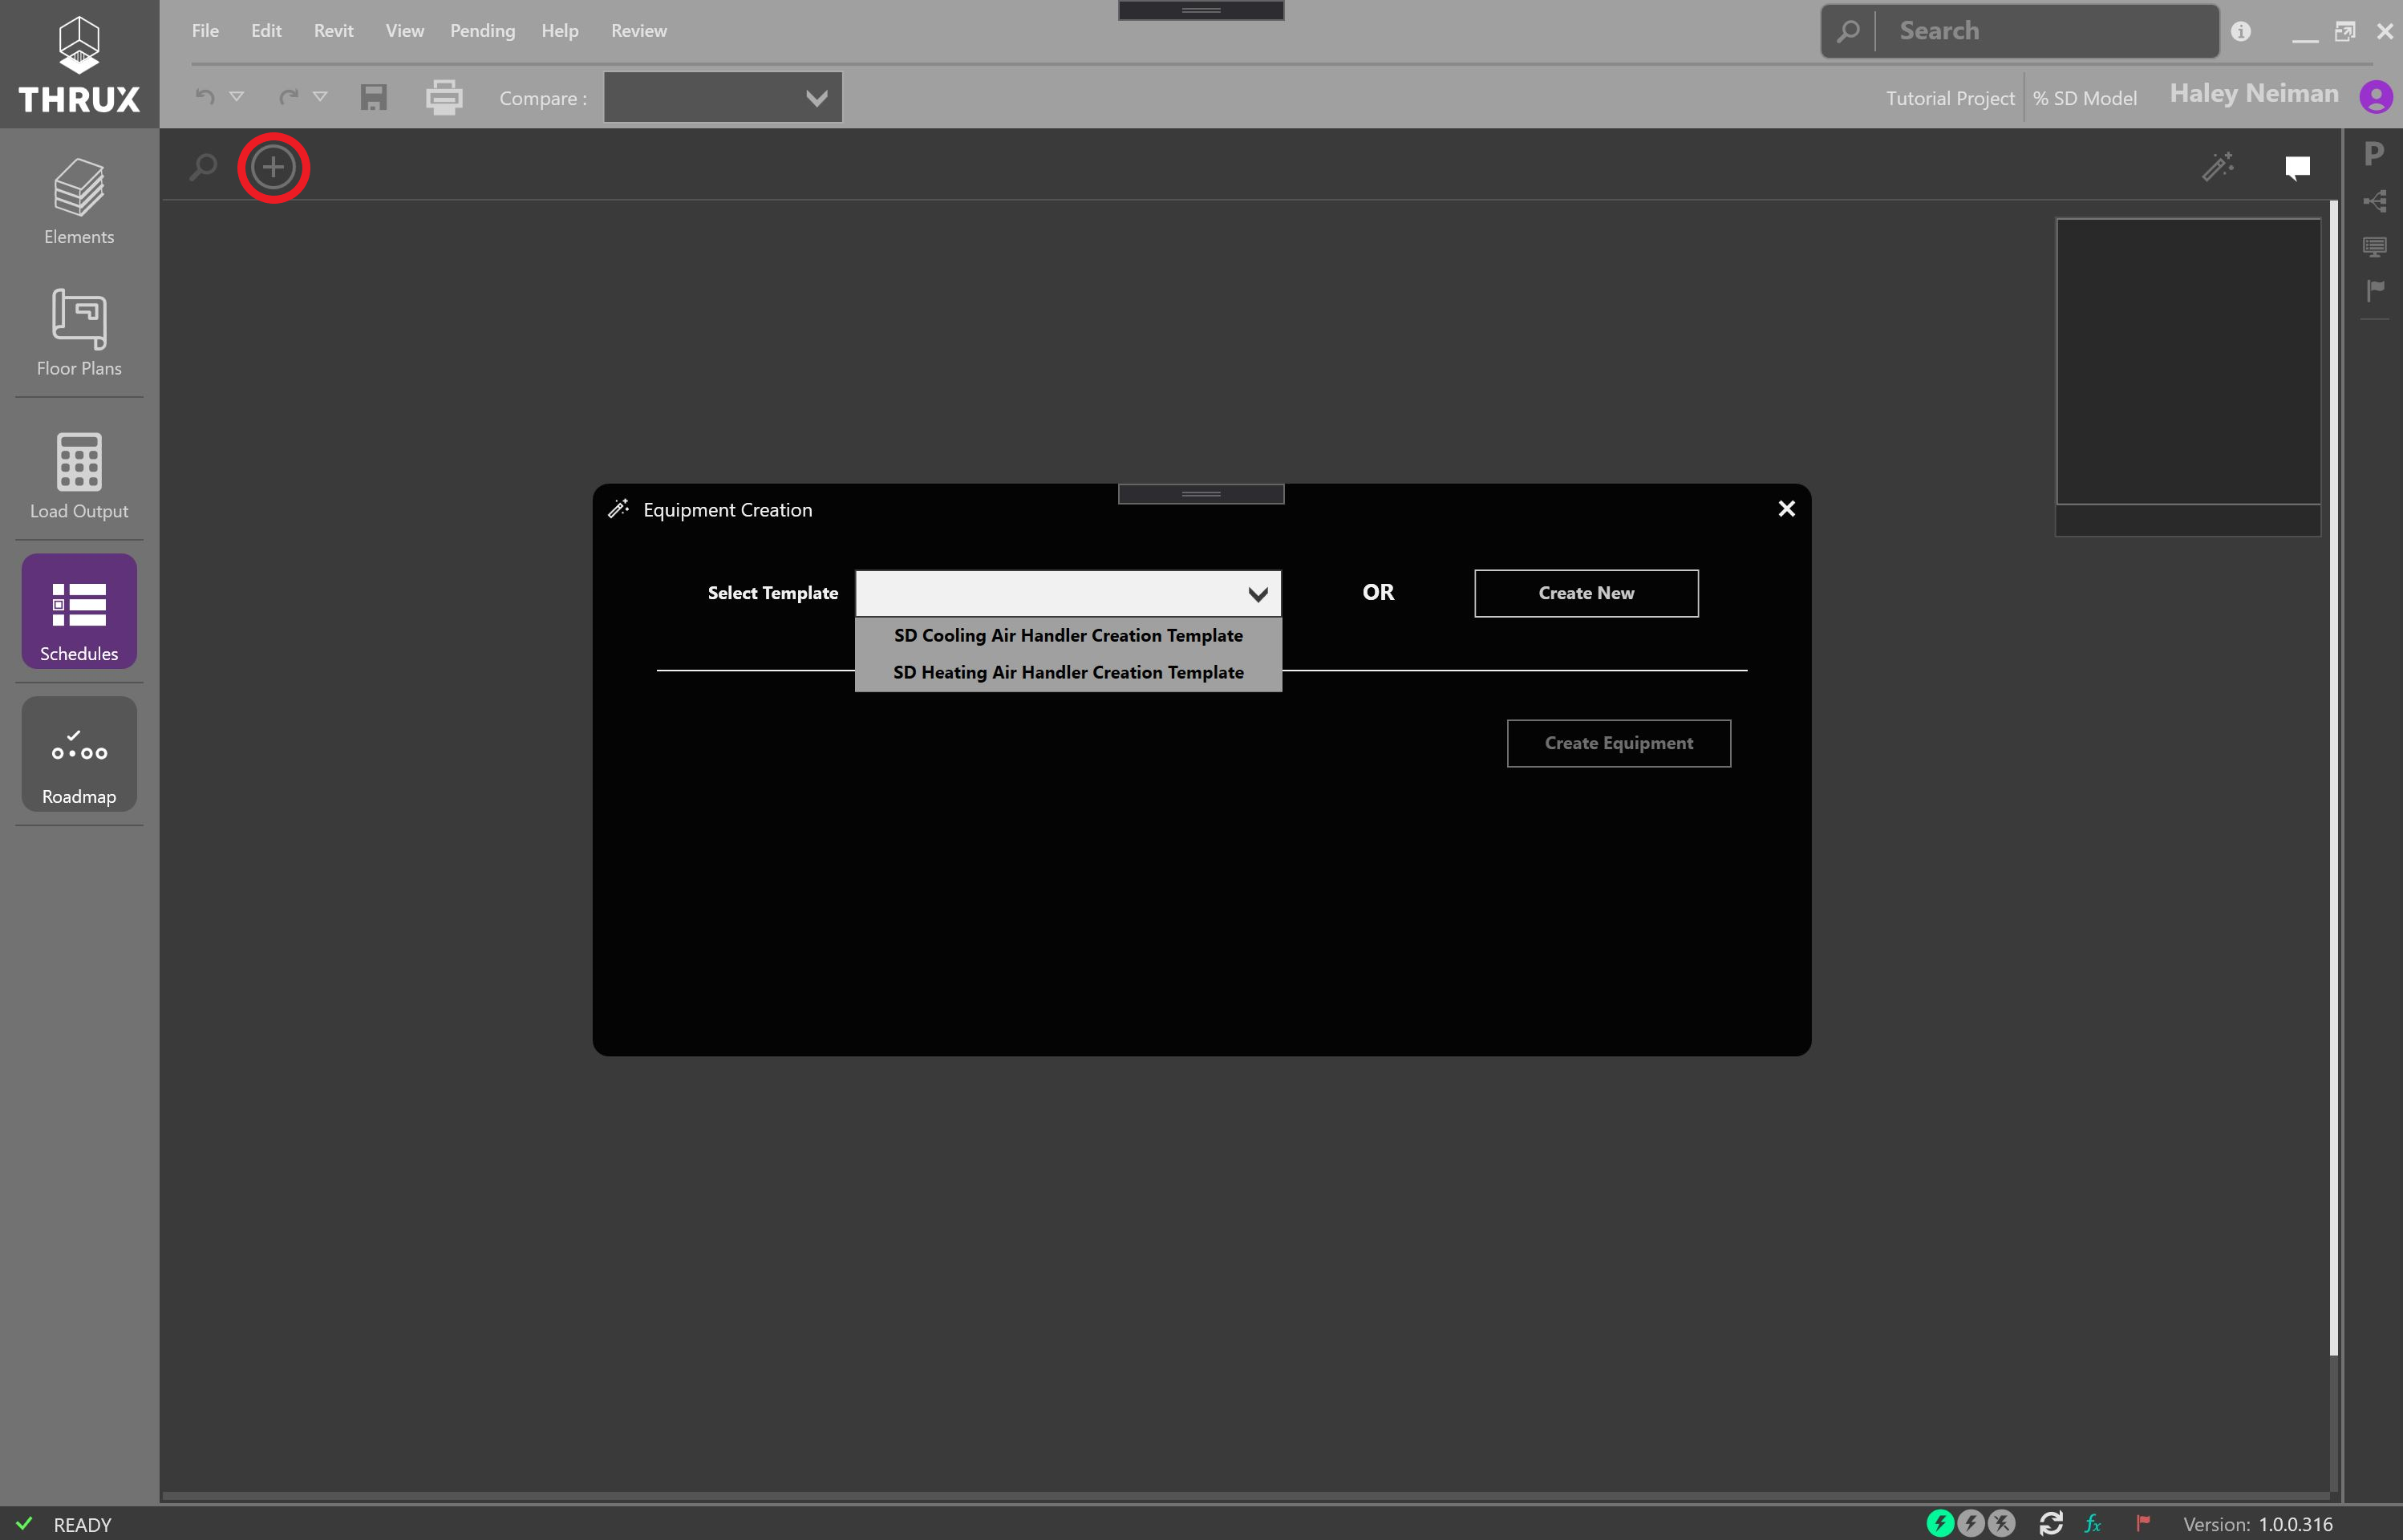 THRUX
File Edit Revit View Pending Help Review
Search
Compare :
Tutorial Project % SD Model Haley Neiman
P
Elements
Floor Plans
Load Output
Schedules
Roadmap
Equipment Creation
Select Template OR Create New
SD Cooling Air Handler Creation Template
SD Heating Air Handler Creation Template
Create Equipment
READY
fx Version: 1.0.0.316